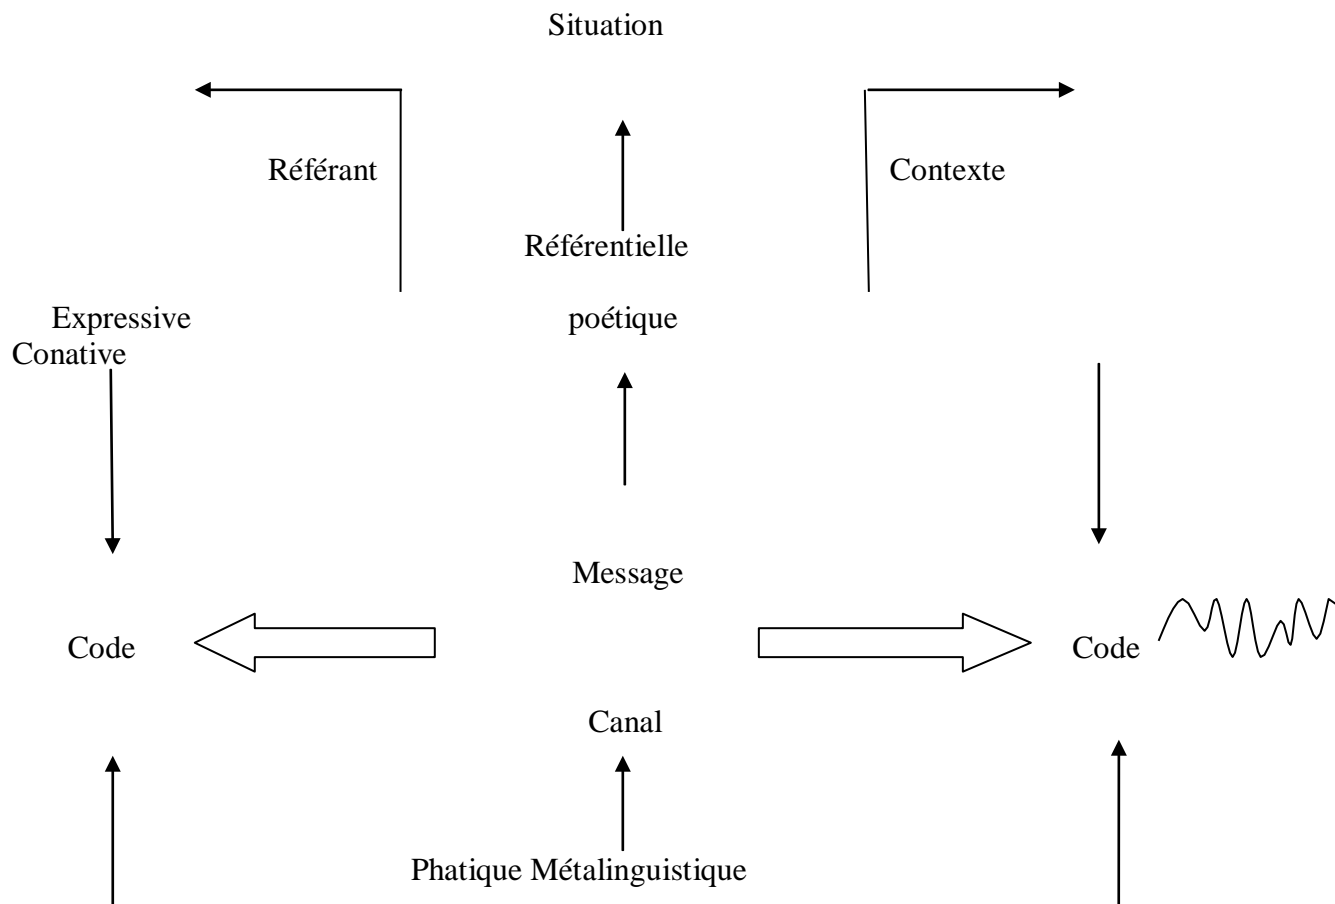 Situation
Référant Contexte
Référentielle
Expressive poétique
Conative
Message
Code Code
Canal
Phatique Métalinguistique